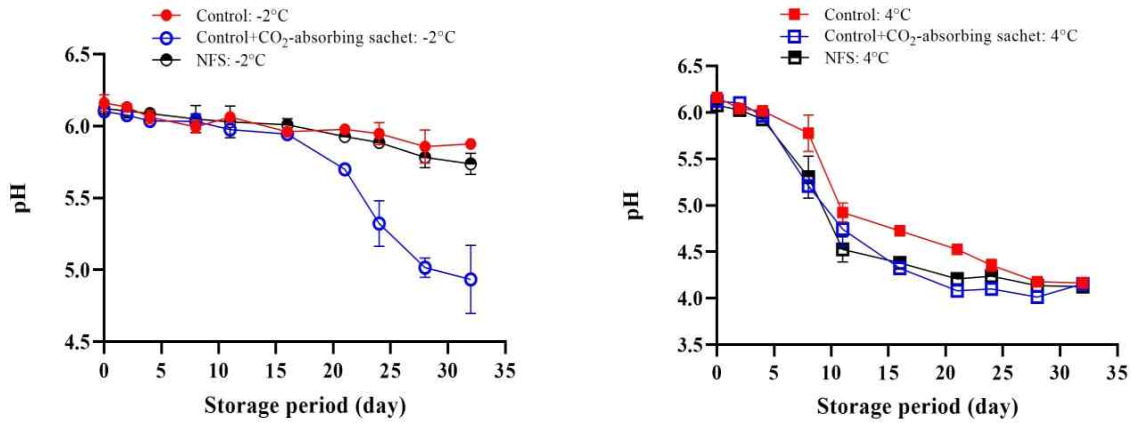 Control: -2°C
Control+CO₂-absorbing sachet: -2°C
NFS: -2°C
6.5
6.0
5.5
5.0
4.5
pH
0 5 10 15 20 25 30 35
Storage period (day)
Control: 4°C
Control+CO₂-absorbing sachet: 4°C
NFS: 4°C
6.5
6.0
5.5
5.0
4.5
4.0
3.5
pH
0 5 10 15 20 25 30 35
Storage period (day)